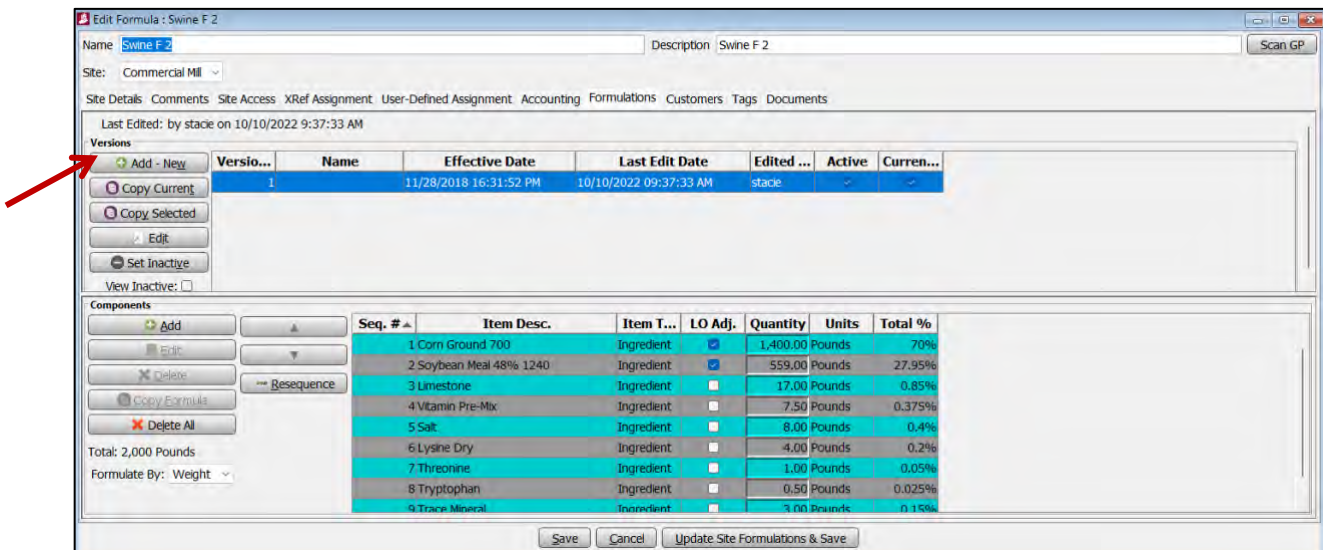 Edit Formula : Swine F 2
Name Swine F 2 Description Swine F 2 Scan GP
Site: Commercial Mill
Site Details Comments Site Access XRef Assignment User-Defined Assignment Accounting Formulations Customers Tags Documents
Last Edited: by stacie on 10/10/2022 9:37:33 AM
Versions
Add - New Versio... Name Effective Date Last Edit Date Edited ... Active Curren...
1 11/28/2018 16:31:52 PM 10/10/2022 09:37:33 AM stacie
Copy Current
Copy Selected
Edit
Set Inactive
View Inactive:
Components
Add Seq. # Item Desc. Item T... LO Adj. Quantity Units Total %
1 Corn Ground 700 Ingredient 1,400.00 Pounds 70%
Edit
2 Soybean Meal 48% 1240 Ingredient 559.00 Pounds 27.95%
Delete Resequence 3 Limestone Ingredient 17.00 Pounds 0.85%
Copy Formula 4 Vitamin Pre-Mix Ingredient 7.50 Pounds 0.375%
Delete All 5 Salt Ingredient 8.00 Pounds 0.4%
Total: 2,000 Pounds 6 Lysine Dry Ingredient 4.00 Pounds 0.2%
Formulate By: Weight 7 Threonine Ingredient 1.00 Pounds 0.05%
8 Tryptophan Ingredient 0.50 Pounds 0.025%
9 Trace Mineral Ingredient 3.00 Pounds 0.15%
Save Cancel Update Site Formulations & Save